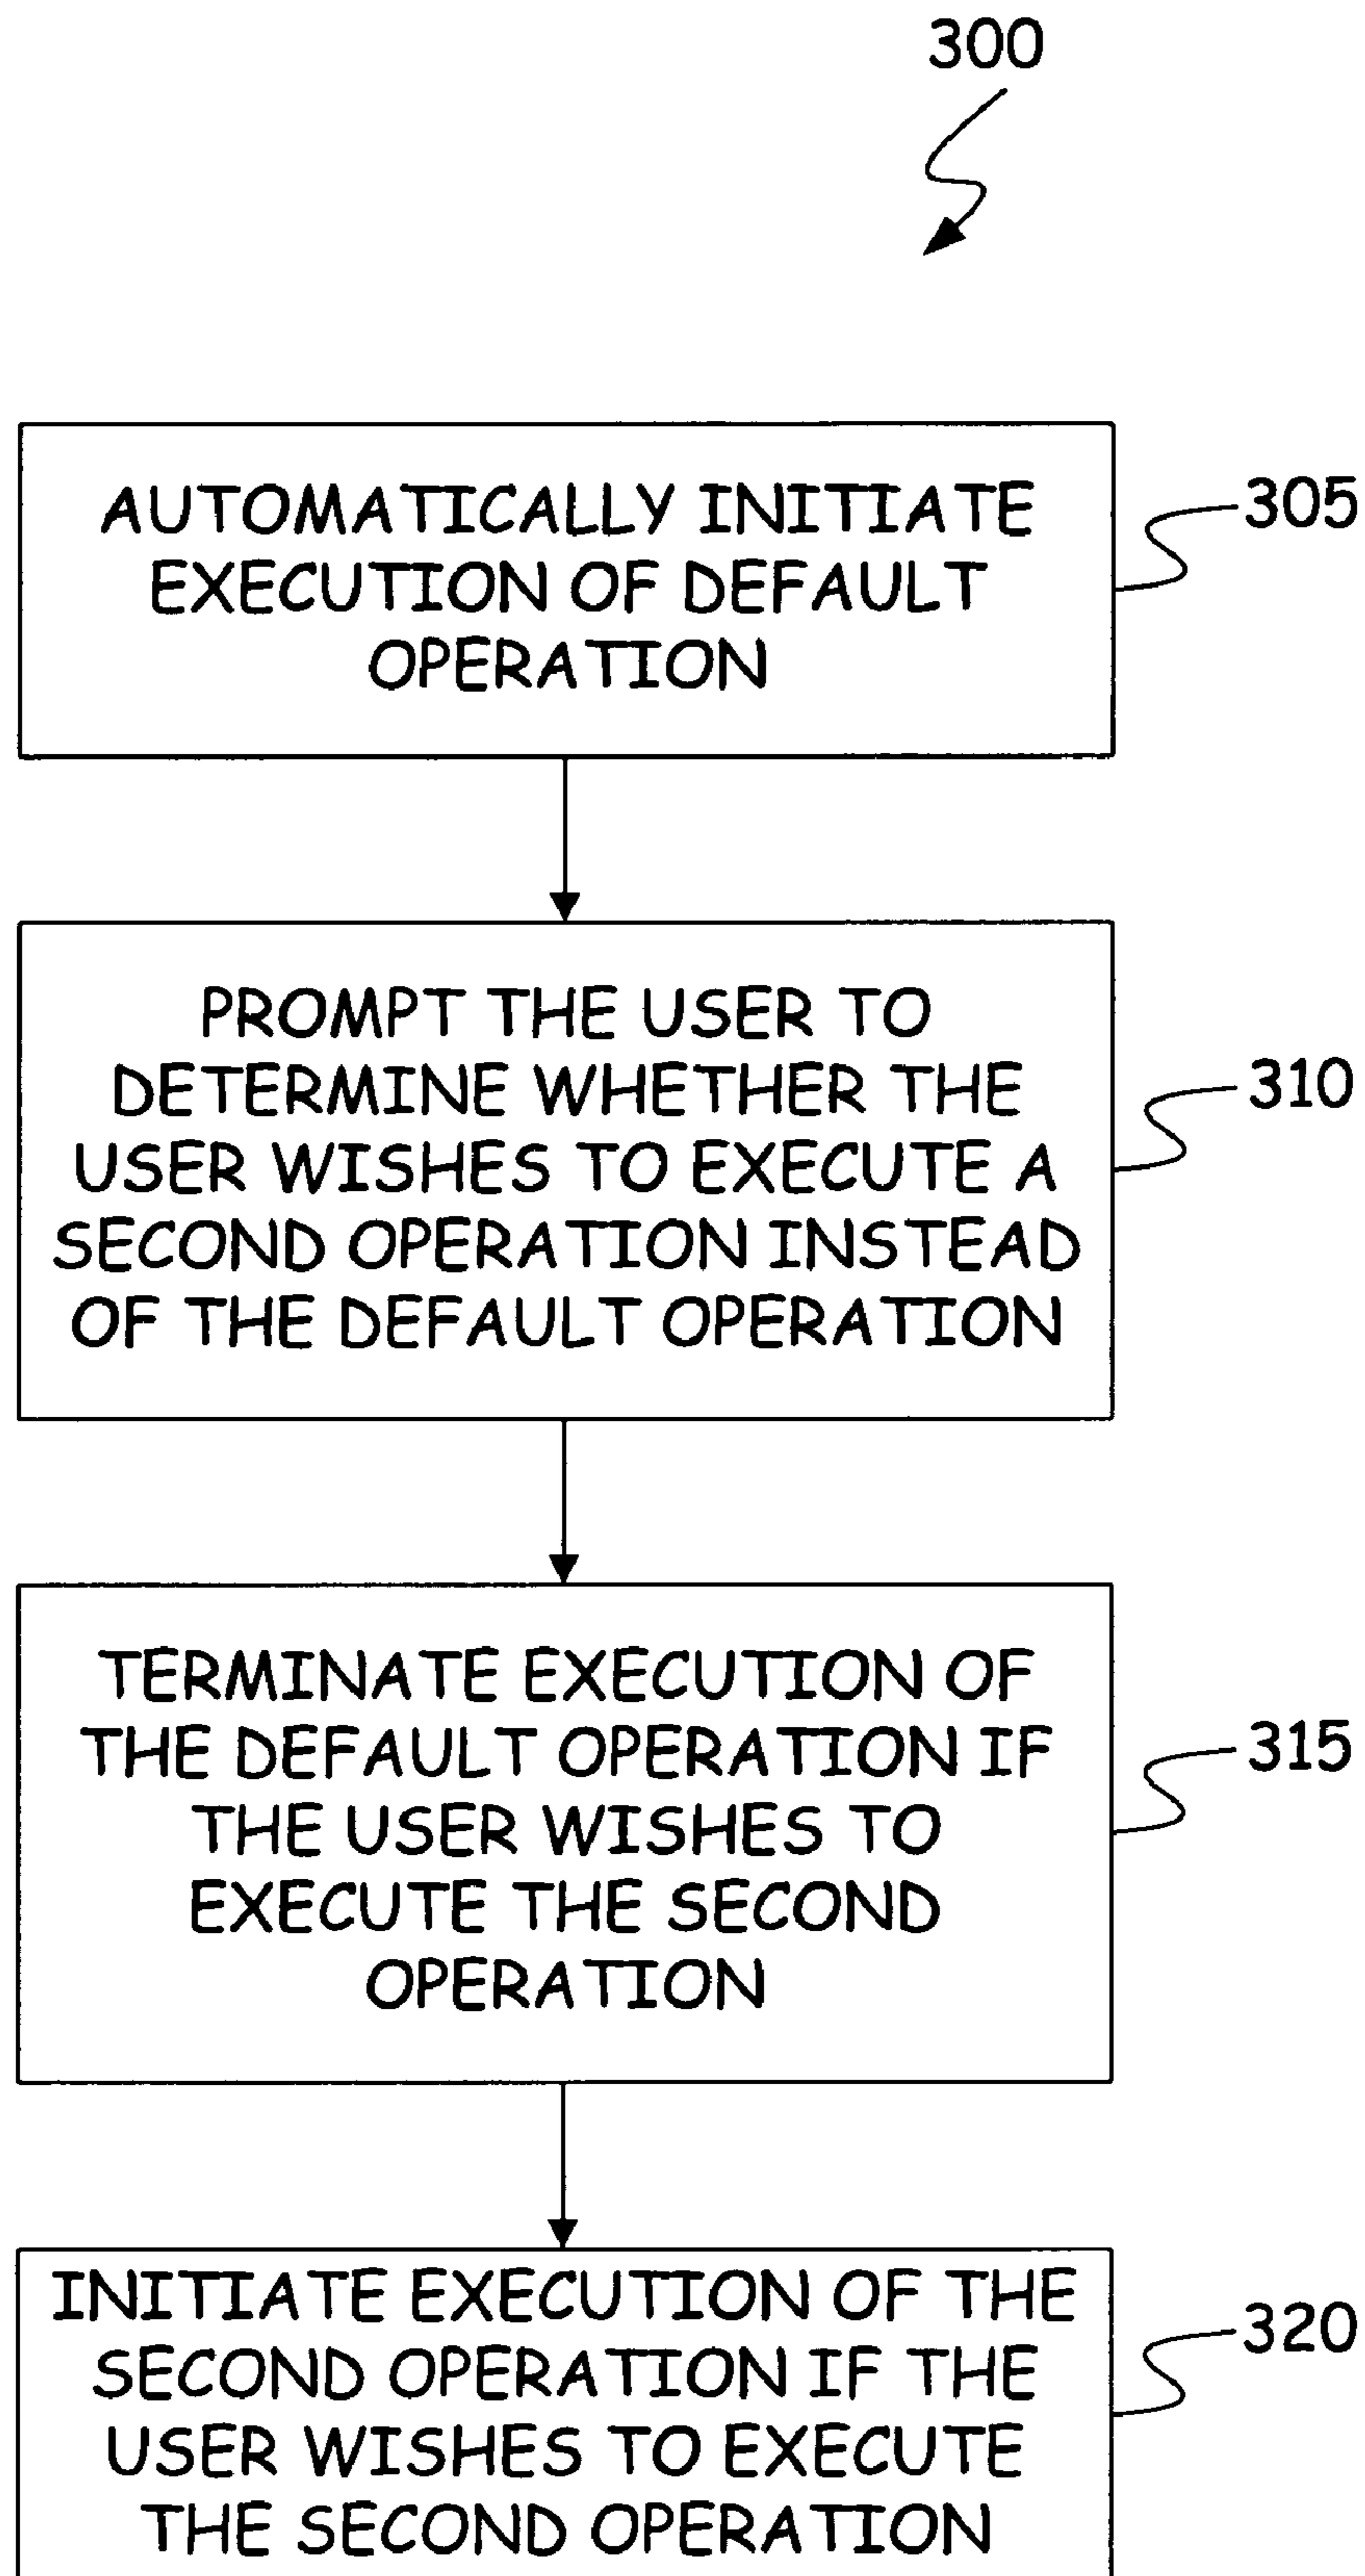 300
AUTOMATICALLY INITIATE
EXECUTION OF DEFAULT
OPERATION
305
PROMPT THE USER TO
DETERMINE WHETHER THE
USER WISHES TO EXECUTE A
SECOND OPERATION INSTEAD
OF THE DEFAULT OPERATION
310
TERMINATE EXECUTION OF
THE DEFAULT OPERATION IF
THE USER WISHES TO
EXECUTE THE SECOND
OPERATION
315
INITIATE EXECUTION OF THE
SECOND OPERATION IF THE
USER WISHES TO EXECUTE
THE SECOND OPERATION
320